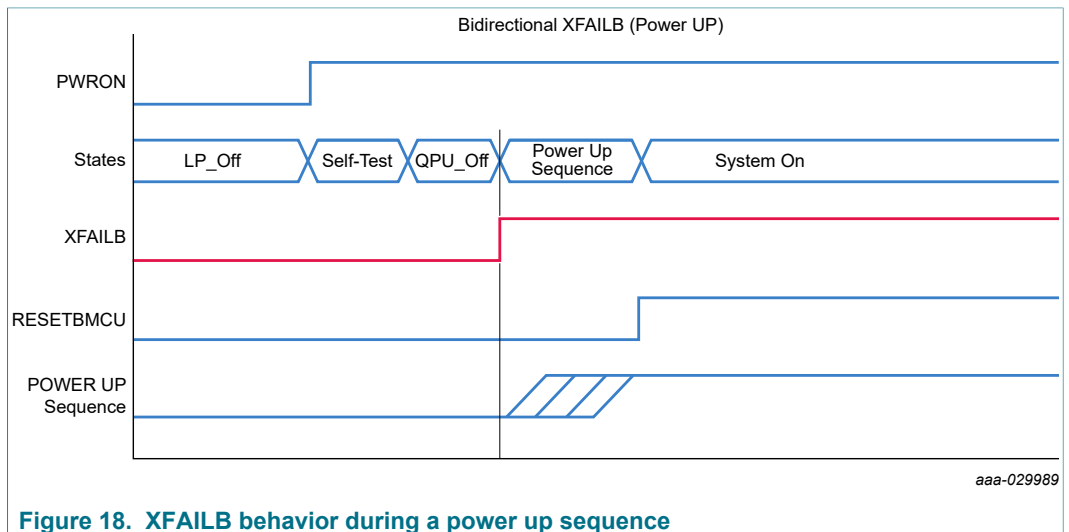 Bidirectional XFAILB (Power UP)
PWRON
States
LP_Off
Self-Test
QPU_Off
Power Up
Sequence
System On
XFAILB
RESETBMCU
POWER UP
Sequence
aaa-029989
Figure 18. XFAILB behavior during a power up sequence